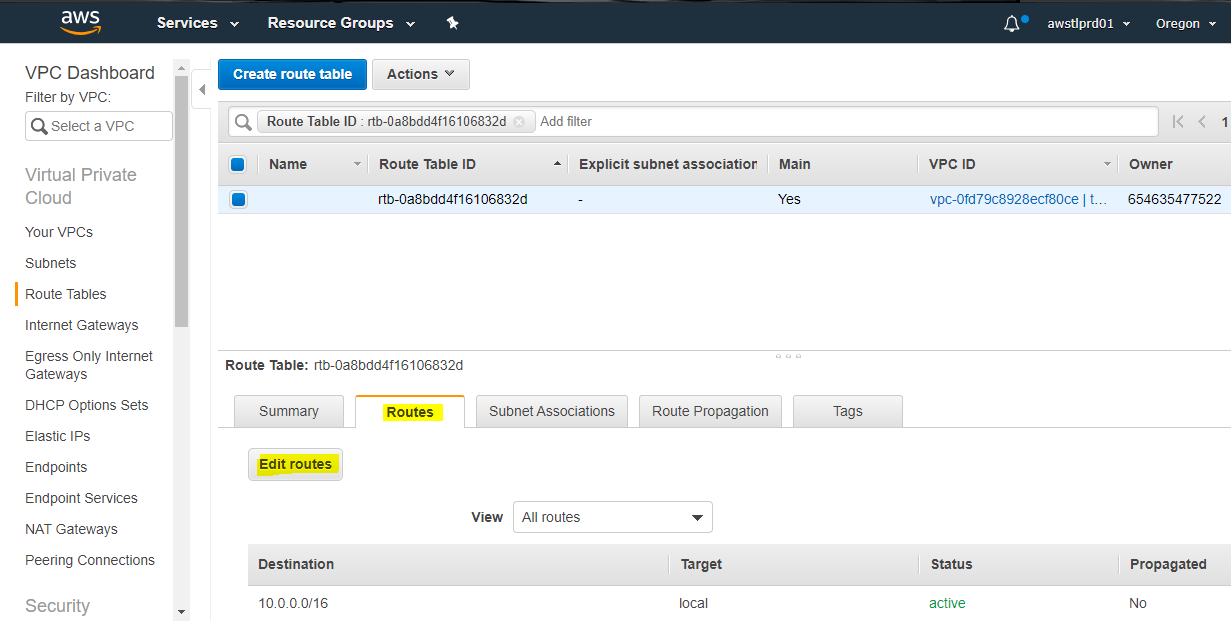 aws Services Resource Groups awstlprd01 Oregon
VPC Dashboard
Filter by VPC:
Select a VPC
Virtual Private
Cloud
Your VPCs
Subnets
Route Tables
Internet Gateways
Egress Only Internet
Gateways
DHCP Options Sets
Elastic IPs
Endpoints
Endpoint Services
NAT Gateways
Peering Connections
Security
Create route table Actions
Route Table ID : rtb-0a8bdd4f16106832d Add filter 1
Name Route Table ID Explicit subnet association Main VPC ID Owner
rtb-0a8bdd4f16106832d - Yes vpc-0fd79c8928ecf80ce | t... 654635477522
Route Table: rtb-0a8bdd4f16106832d
Summary Routes Subnet Associations Route Propagation Tags
Edit routes
View All routes
Destination Target Status Propagated
10.0.0.0/16 local active No